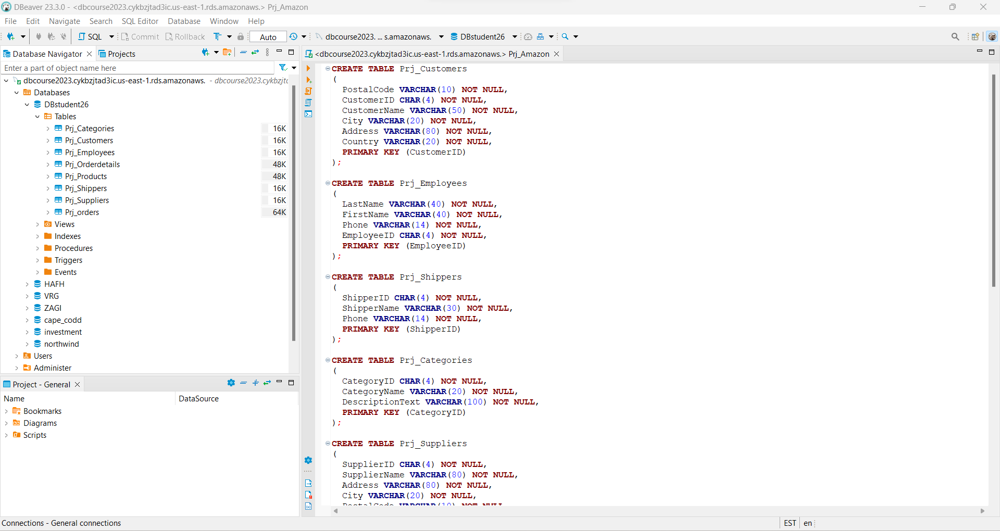 DBeaver 23.3.0 - <dbcourse2023.cykbzjtad3ic.us-east-1.rds.amazonaws.> Prj_Amazon
File Edit Navigate Search SQL Editor Database Window Help
SQL Commit Rollback Auto dbcourse2023. ... s.amazonaws. DBstudent26
Database Navigator Projects
Enter a part of object name here
dbcourse2023.cykbzjtad3ic.us-east-1.rds.amazonaws. - dbcourse2023.cykbzjtc
Databases
DBstudent26
Tables
Prj_Categories 16K
Prj_Customers 16K
Prj_Employees 16K
Prj_Orderdetails 48K
Prj_Products 48K
Prj_Shippers 16K
Prj_Suppliers 16K
Prj_orders 64K
Views
Indexes
Procedures
Triggers
Events
HAFH
VRG
ZAGI
cape_codd
investment
northwind
Users
Administer
Project - General
Name DataSource
Bookmarks
Diagrams
Scripts
<dbcourse2023.cykbzjtad3ic.us-east-1.rds.amazonaws.> Prj_Amazon
CREATE TABLE Prj_Customers
(
PostalCode VARCHAR(10) NOT NULL,
CustomerID CHAR(4) NOT NULL,
CustomerName VARCHAR(50) NOT NULL,
City VARCHAR(20) NOT NULL,
Address VARCHAR(80) NOT NULL,
Country VARCHAR(20) NOT NULL,
PRIMARY KEY (CustomerID)
);
CREATE TABLE Prj_Employees
(
LastName VARCHAR(40) NOT NULL,
FirstName VARCHAR(40) NOT NULL,
Phone VARCHAR(14) NOT NULL,
EmployeeID CHAR(4) NOT NULL,
PRIMARY KEY (EmployeeID)
);
CREATE TABLE Prj_Shippers
(
ShipperID CHAR(4) NOT NULL,
ShipperName VARCHAR(30) NOT NULL,
Phone VARCHAR(14) NOT NULL,
PRIMARY KEY (ShipperID)
);
CREATE TABLE Prj_Categories
(
CategoryID CHAR(4) NOT NULL,
CategoryName VARCHAR(20) NOT NULL,
DescriptionText VARCHAR(100) NOT NULL,
PRIMARY KEY (CategoryID)
);
CREATE TABLE Prj_Suppliers
(
SupplierID CHAR(4) NOT NULL,
SupplierName VARCHAR(80) NOT NULL,
Address VARCHAR(80) NOT NULL,
City VARCHAR(20) NOT NULL,
PostalCode VARCHAR(10) NOT NULL
Connections - General connections
EST en